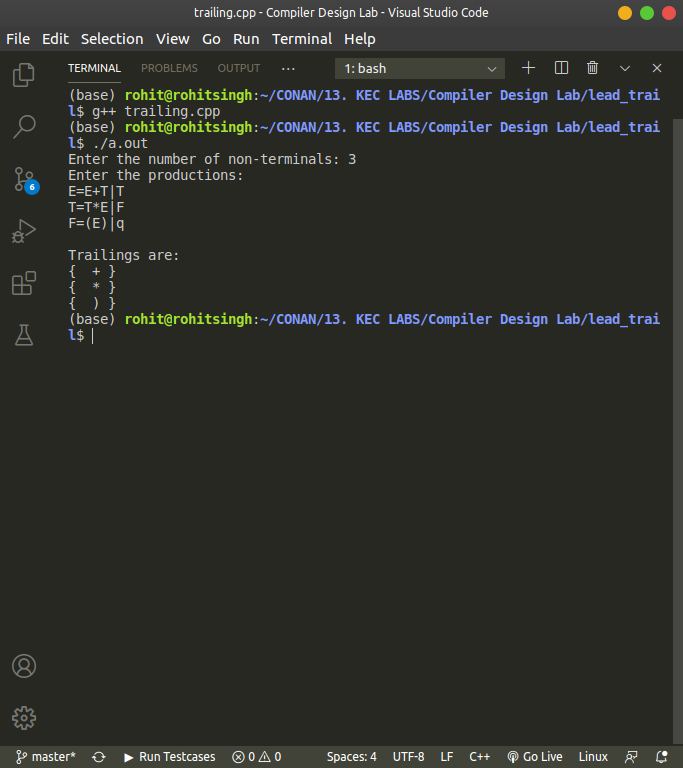 trailing.cpp - Compiler Design Lab - Visual Studio Code
File Edit Selection View Go Run Terminal Help
TERMINAL PROBLEMS OUTPUT ··· 1: bash
(base) rohit@rohitsingh:~/CONAN/13. KEC LABS/Compiler Design Lab/lead_trai
l$ g++ trailing.cpp
(base) rohit@rohitsingh:~/CONAN/13. KEC LABS/Compiler Design Lab/lead_trai
l$ ./a.out
Enter the number of non-terminals: 3
Enter the productions:
E=E+T|T
T=T*E|F
F=(E)|q
Trailings are:
{  + }
{  * }
{  ) }
(base) rohit@rohitsingh:~/CONAN/13. KEC LABS/Compiler Design Lab/lead_trai
l$
6
master* Run Testcases 0 0 Spaces: 4 UTF-8 LF C++ Go Live Linux